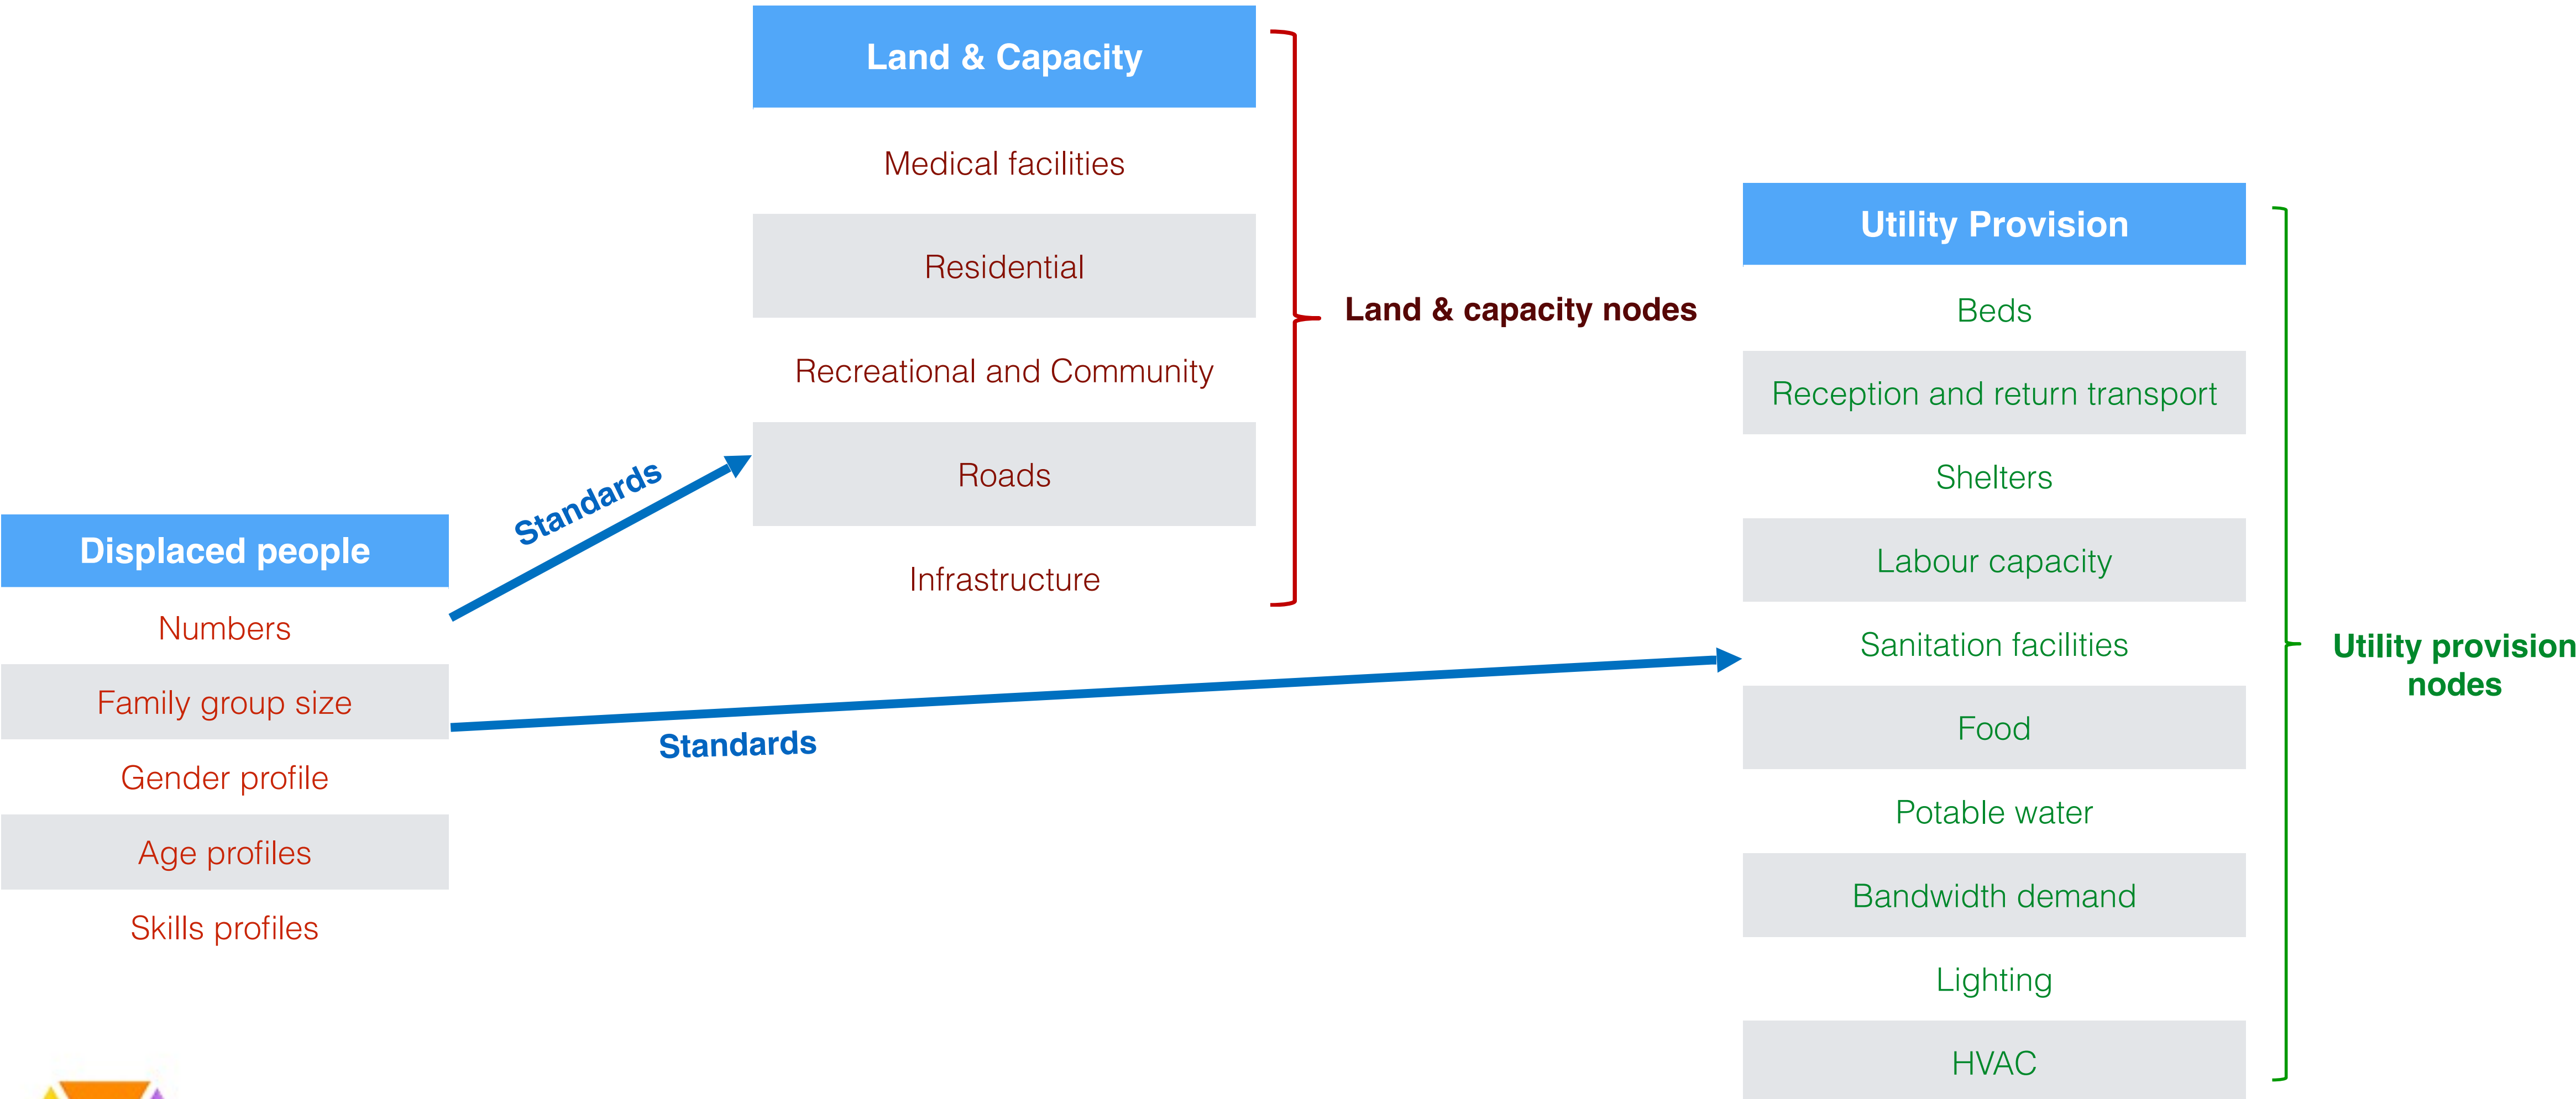 Land & Capacity
Medical facilities
Residential
Recreational and Community
Roads
Infrastructure
Land & capacity nodes
Standards
Displaced people
Numbers
Family group size
Gender profile
Age profiles
Skills profiles
Standards
Utility Provision
Beds
Reception and return transport
Shelters
Labour capacity
Sanitation facilities
Food
Potable water
Bandwidth demand
Lighting
HVAC
Utility provision
nodes